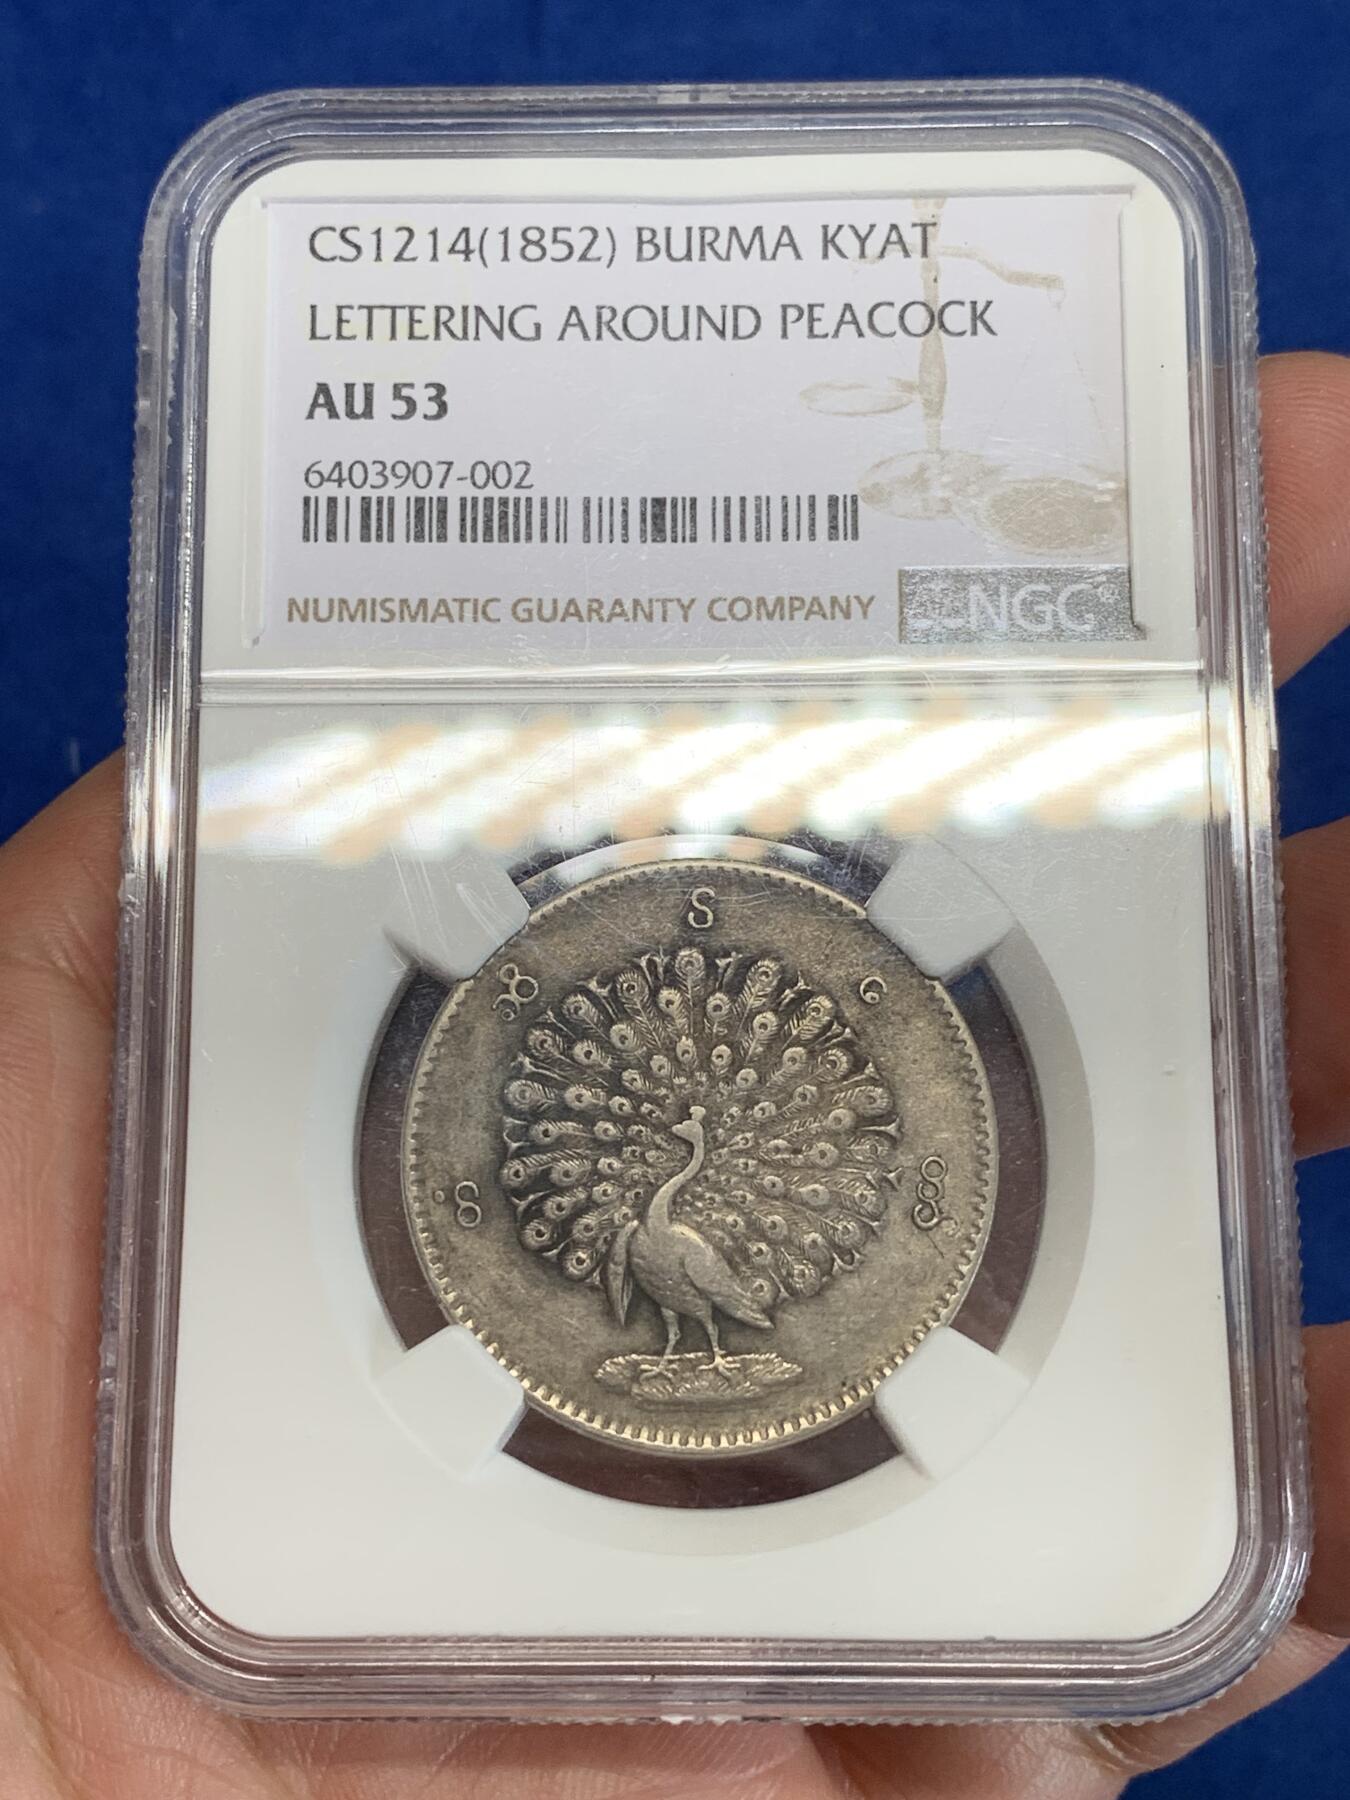 CS1214(1852) BURMA KYAT
LETTERING AROUND PEACOCK
AU 53
6403907-002
NUMISMATIC GUARANTY COMPANY
NGC®